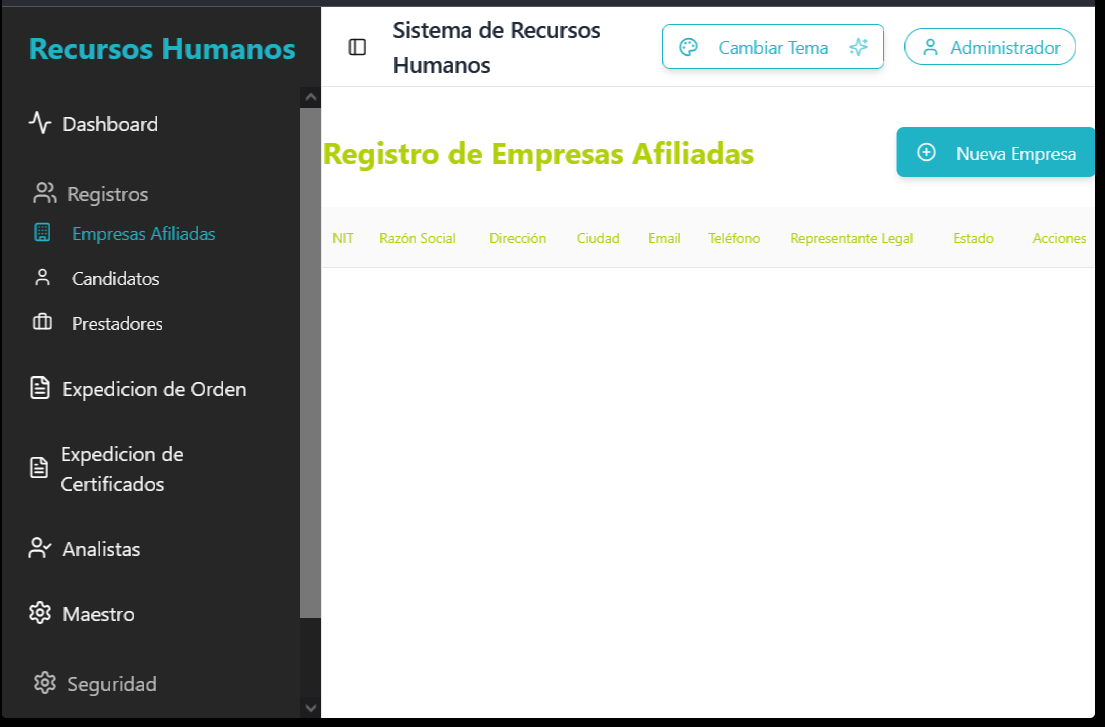 Recursos Humanos
Dashboard
Registros
Empresas Afiliadas
Candidatos
Prestadores
Expedicion de Orden
Expedicion de
Certificados
Analistas
Maestro
Seguridad
Sistema de Recursos
Humanos
Cambiar Tema
Administrador
Registro de Empresas Afiliadas
Nueva Empresa
NIT Razón Social Dirección Ciudad Email Teléfono Representante Legal Estado Acciones